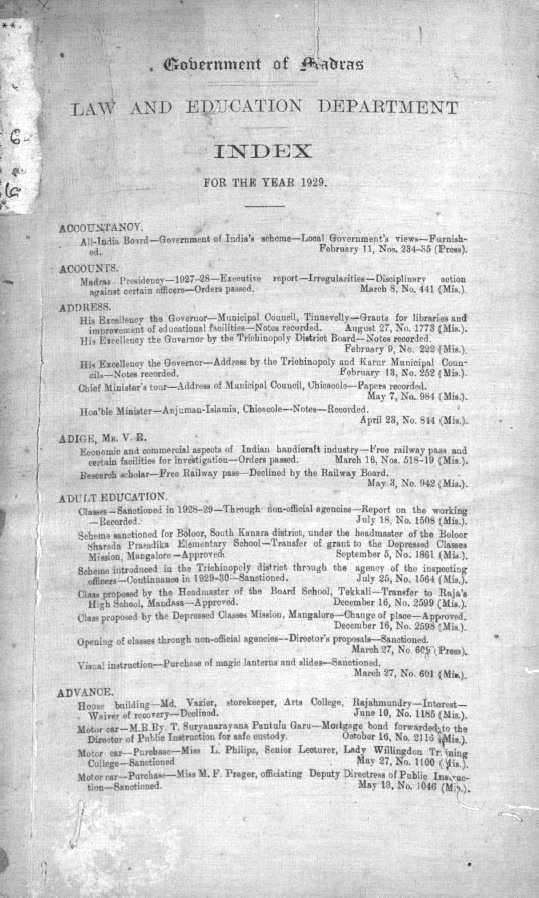 Government of Madras
LAW AND EDUCATION DEPARTMENT
INDEX
FOR THE YEAR 1929.
ACCOUNTANCY.
All-India Board—Government of India's scheme—Local Government's views—Furnish-
ed. February 11, Nos. 234-35 (Press).
ACCOUNTS.
Madras Presidency—1927-28—Executive report—Irregularities—Disciplinary action
against certain officers—Orders passed. March 8, No. 441 (Mis.).
ADDRESS.
His Excellency the Governor—Municipal Council, Tinnevelly—Grants for libraries and
improvement of educational facilities—Notes recorded. August 27, No. 1773 (Mis.).
His Excellency the Governor by the Trichinopoly District Board—Notes recorded.
February 9, No. 222 (Mis.).
His Excellency the Governor—Address by the Trichinopoly and Karur Municipal Coun-
cils—Notes recorded. February 13, No. 252 (Mis.).
Chief Minister's tour—Address of Municipal Council, Chicacole—Papers recorded.
May 7, No. 984 (Mis.).
Hon'ble Minister—Anjuman-Islamia, Chicacole—Notes—Recorded.
April 23, No. 844 (Mis.).
ADIGE, MR. V. R.
Economic and commercial aspects of Indian handicraft industry—Free railway pass and
certain facilities for investigation—Orders passed. March 16, Nos. 518-19 (Mis.).
Research scholar—Free Railway pass—Declined by the Railway Board.
May 3, No. 942 (Mis.).
ADULT EDUCATION.
Classes—Sanctioned in 1928-29—Through non-official agencies—Report on the working
—Recorded. July 18, No. 1508 (Mis.).
Scheme sanctioned for Boloor, South Kanara district, under the headmaster of the Boloor
Sharada Prasadika Elementary School—Transfer of grant to the Depressed Classes
Mission, Mangalore—Approved. September 5, No. 1861 (Mis.).
Scheme introduced in the Trichinopoly district through the agency of the inspecting
officers—Continuance in 1929-30—Sanctioned. July 25, No. 1564 (Mis.).
Class proposed by the Headmaster of the Board School, Tekkali—Transfer to Raja's
High School, Mandasa—Approved. December 16, No. 2599 (Mis.).
Class proposed by the Depressed Classes Mission, Mangalore—Change of place—Approved.
December 16, No. 2598 (Mis.).
Opening of classes through non-official agencies—Director's proposals—Sanctioned.
March 27, No. (Press).
Visual instruction—Purchase of magic lanterns and slides—Sanctioned.
March 27, No. 601 (Mis.).
ADVANCE.
House building—Md. Vazier, storekeeper, Arts College, Rajahmundry—Interest—
Waiver of recovery—Declined. June 10, No. 1185 (Mis.).
Motor car—M.R.Ry. T. Suryanarayana Pantulu Garu—Mortgage bond forwarded to the
Director of Public Instruction for safe custody. October 16, No. 2116 (Mis.).
Motor car—Purchase—Miss L. Philipz, Senior Lecturer, Lady Willingdon Training
College—Sanctioned May 27, No. 1100 (Mis.).
Motor car—Purchase—Miss M. F. Prager, officiating Deputy Directress of Public Instruc-
tion—Sanctioned. May 13, No. 1046 (Mis.).